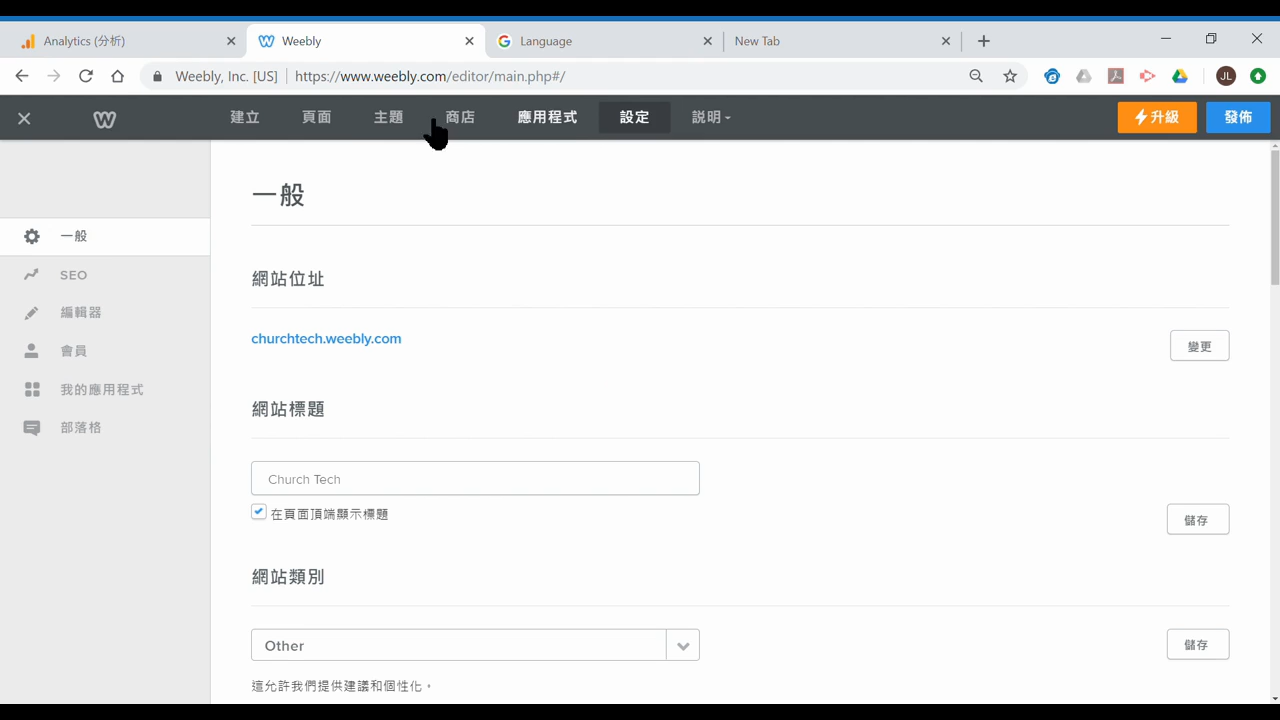 Analytics (分析)
Weebly
Language
New Tab
Weebly, Inc. [US]
https://www.weebly.com/editor/main.php#/
JL
建立
頁面
主題
商店
應用程式
設定
説明
升級
發佈
一般
SEO
編輯器
會員
我的應用程式
部落格
一般
網站位址
churchtech.weebly.com
變更
網站標題
Church Tech
在頁面頂端顯示標題
儲存
網站類別
Other
儲存
這允許我們提供建議和個性化。